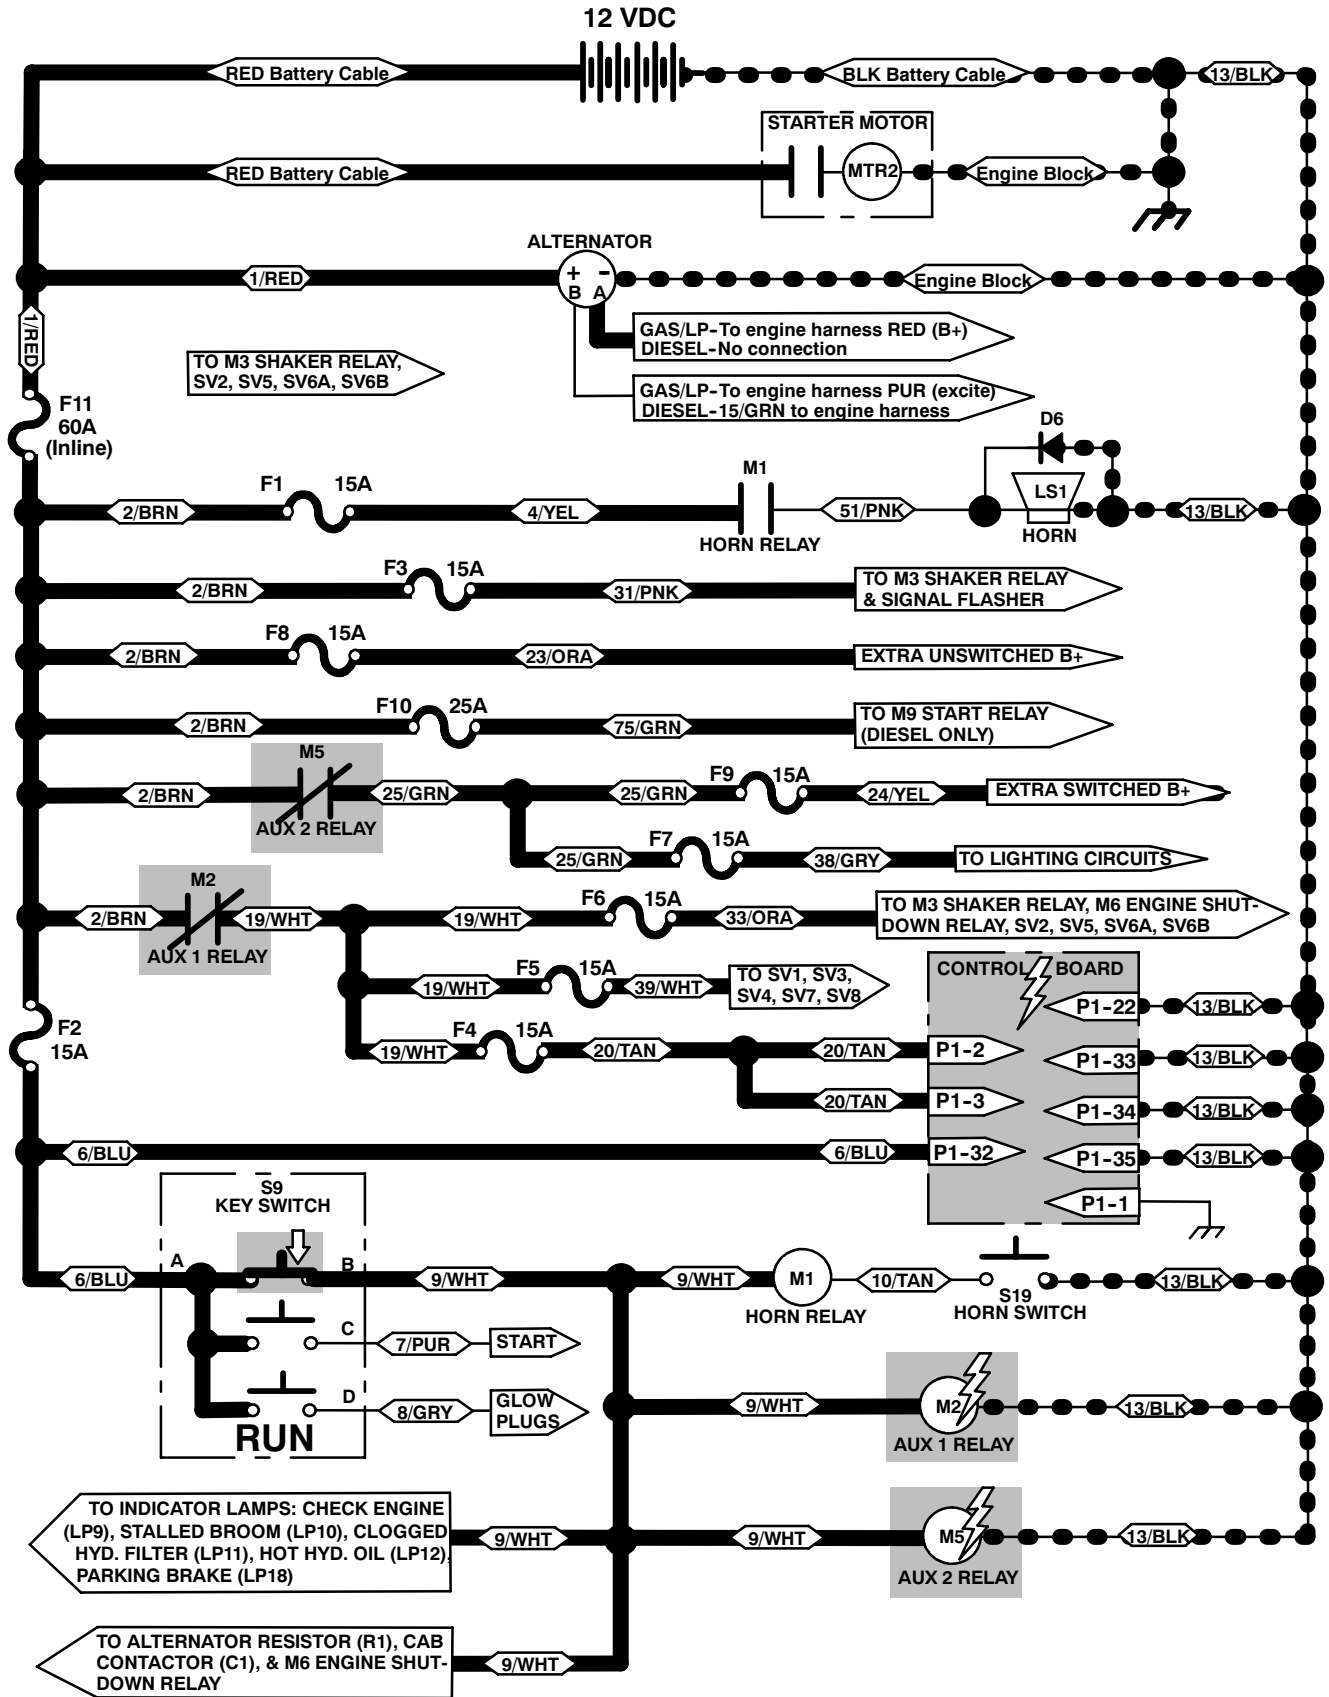 12 VDC
RED Battery Cable
BLK Battery Cable
13/BLK
STARTER MOTOR
RED Battery Cable
MTR2
Engine Block
ALTERNATOR
1/RED
+ -
B A
Engine Block
1/RED
GAS/LP-To engine harness RED (B+)
DIESEL-No connection
TO M3 SHAKER RELAY,
SV2, SV5, SV6A, SV6B
GAS/LP-To engine harness PUR (excite)
DIESEL-15/GRN to engine harness
F11
60A
(Inline)
D6
F1 15A
M1
LS1
2/BRN
4/YEL
51/PNK
13/BLK
HORN RELAY
HORN
F3 15A
2/BRN
31/PNK
TO M3 SHAKER RELAY
& SIGNAL FLASHER
F8 15A
2/BRN
23/ORA
EXTRA UNSWITCHED B+
F10 25A
2/BRN
75/GRN
TO M9 START RELAY
(DIESEL ONLY)
M5
2/BRN
25/GRN
25/GRN
F9 15A
24/YEL
EXTRA SWITCHED B+
AUX 2 RELAY
F7 15A
25/GRN
38/GRY
TO LIGHTING CIRCUITS
M2
2/BRN
19/WHT
19/WHT
F6 15A
33/ORA
TO M3 SHAKER RELAY, M6 ENGINE SHUT-
DOWN RELAY, SV2, SV5, SV6A, SV6B
AUX 1 RELAY
F5 15A
19/WHT
39/WHT
TO SV1, SV3,
SV4, SV7, SV8
CONTROL BOARD
P1-22
13/BLK
F2
15A
F4 15A
19/WHT
20/TAN
20/TAN
P1-2
P1-33
13/BLK
20/TAN
P1-3
P1-34
13/BLK
6/BLU
6/BLU
P1-32
P1-35
13/BLK
P1-1
S9
KEY SWITCH
A
B
6/BLU
9/WHT
9/WHT
M1
10/TAN
13/BLK
HORN RELAY
S19
HORN SWITCH
C
7/PUR
START
D
8/GRY
GLOW
PLUGS
RUN
9/WHT
M2
13/BLK
AUX 1 RELAY
TO INDICATOR LAMPS: CHECK ENGINE
(LP9), STALLED BROOM (LP10), CLOGGED
HYD. FILTER (LP11), HOT HYD. OIL (LP12),
PARKING BRAKE (LP18)
9/WHT
9/WHT
M5
13/BLK
AUX 2 RELAY
TO ALTERNATOR RESISTOR (R1), CAB
CONTACTOR (C1), & M6 ENGINE SHUT-
DOWN RELAY
9/WHT